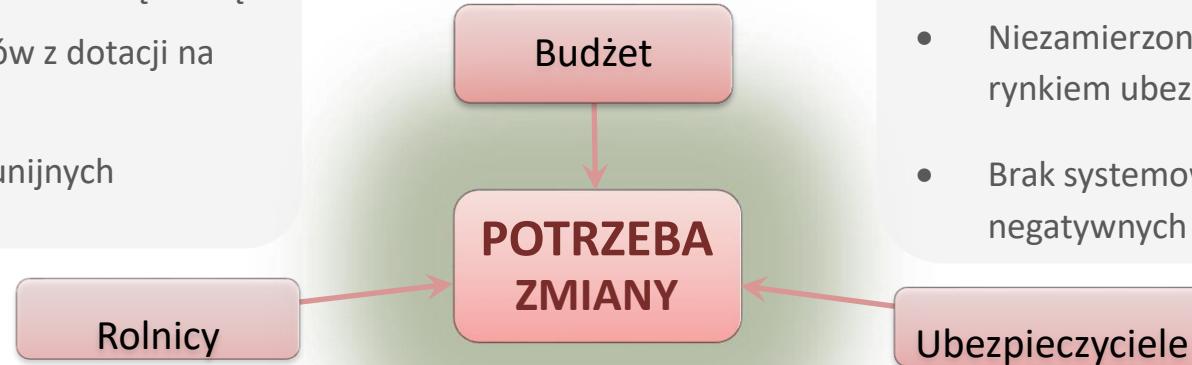 ów z dotacji na
unijnych
Budżet
Niezamierzon
rynkiem ubez
Brak systemow
negatywnych
POTRZEBA
ZMIANY
Rolnicy
Ubezpieczyciele